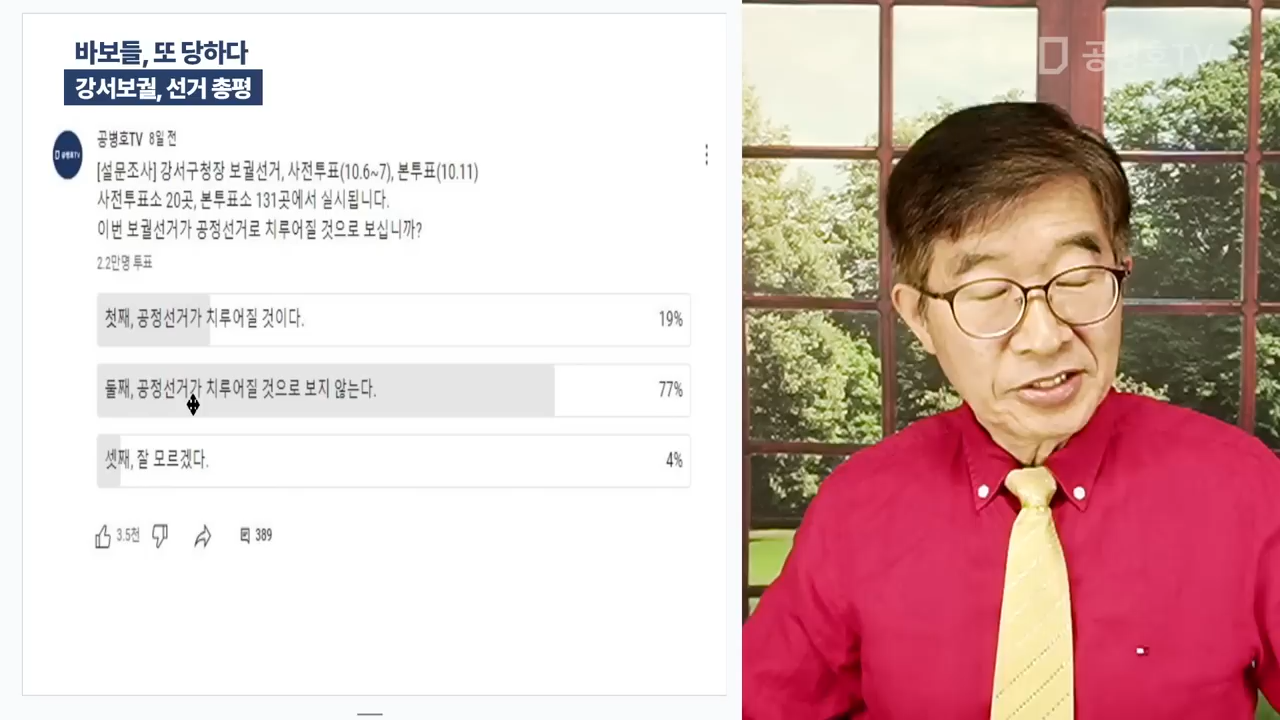 바보들, 또 당하다
강서보궐, 선거 총평
공병호TV
공병호TV 8일 전
[설문조사] 강서구청장 보궐선거, 사전투표(10.6~7), 본투표(10.11)
사전투표소 20곳, 본투표소 131곳에서 실시됩니다.
이번 보궐선거가 공정선거로 치루어질 것으로 보십니까?
2.2만명 투표
첫째, 공정선거가 치루어질 것이다. 19%
둘째, 공정선거가 치루어질 것으로 보지 않는다. 77%
셋째, 잘 모르겠다. 4%
3.5천 389
공병호TV